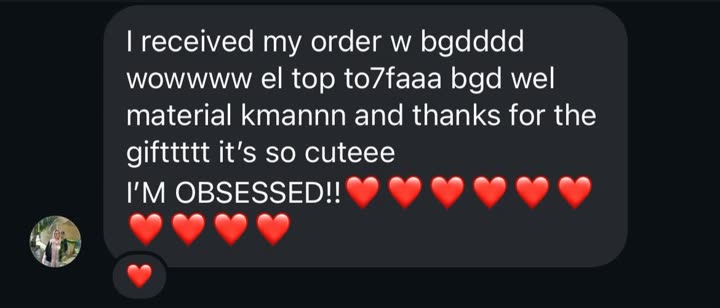 I received my order w bgdddd
wowwww el top to7faaa bgd wel
material kmannn and thanks for the
gifttttt it's so cuteee
I'M OBSESSED!!❤️❤️❤️❤️❤️❤️
❤️❤️❤️❤️
❤️